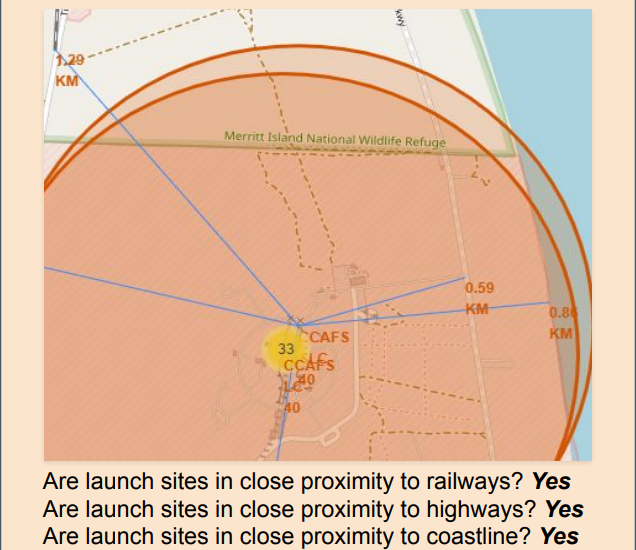 1.29
KM
Merritt Island National Wildlife Refuge
0.59
KM
0.86
KM
CCAFS
SLC
40
33
CCAFS
LC
40
Are launch sites in close proximity to railways? Yes
Are launch sites in close proximity to highways? Yes
Are launch sites in close proximity to coastline? Yes